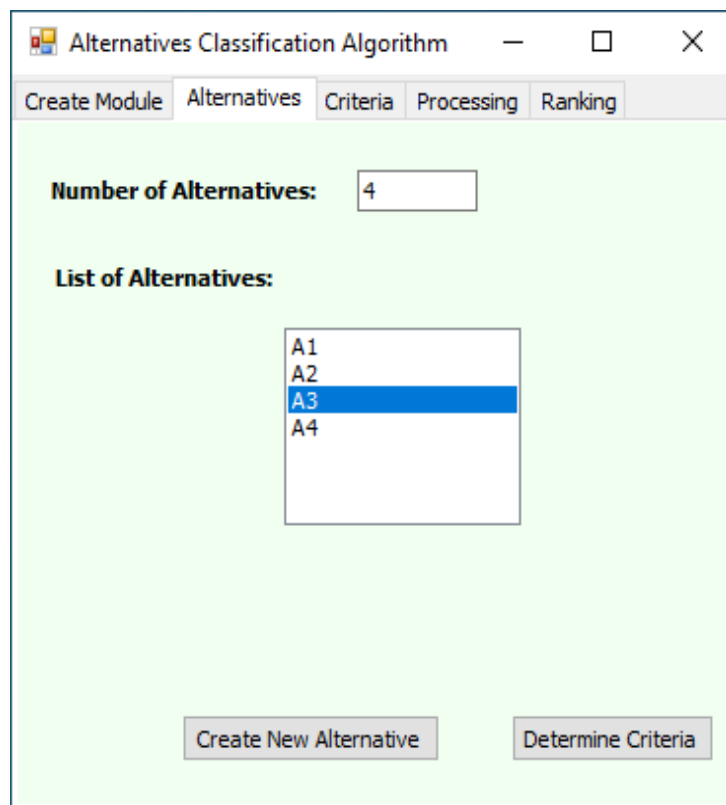 Alternatives Classification Algorithm
Create Module Alternatives Criteria Processing Ranking
Number of Alternatives: 4
List of Alternatives:
A1
A2
A3
A4
Create New Alternative Determine Criteria